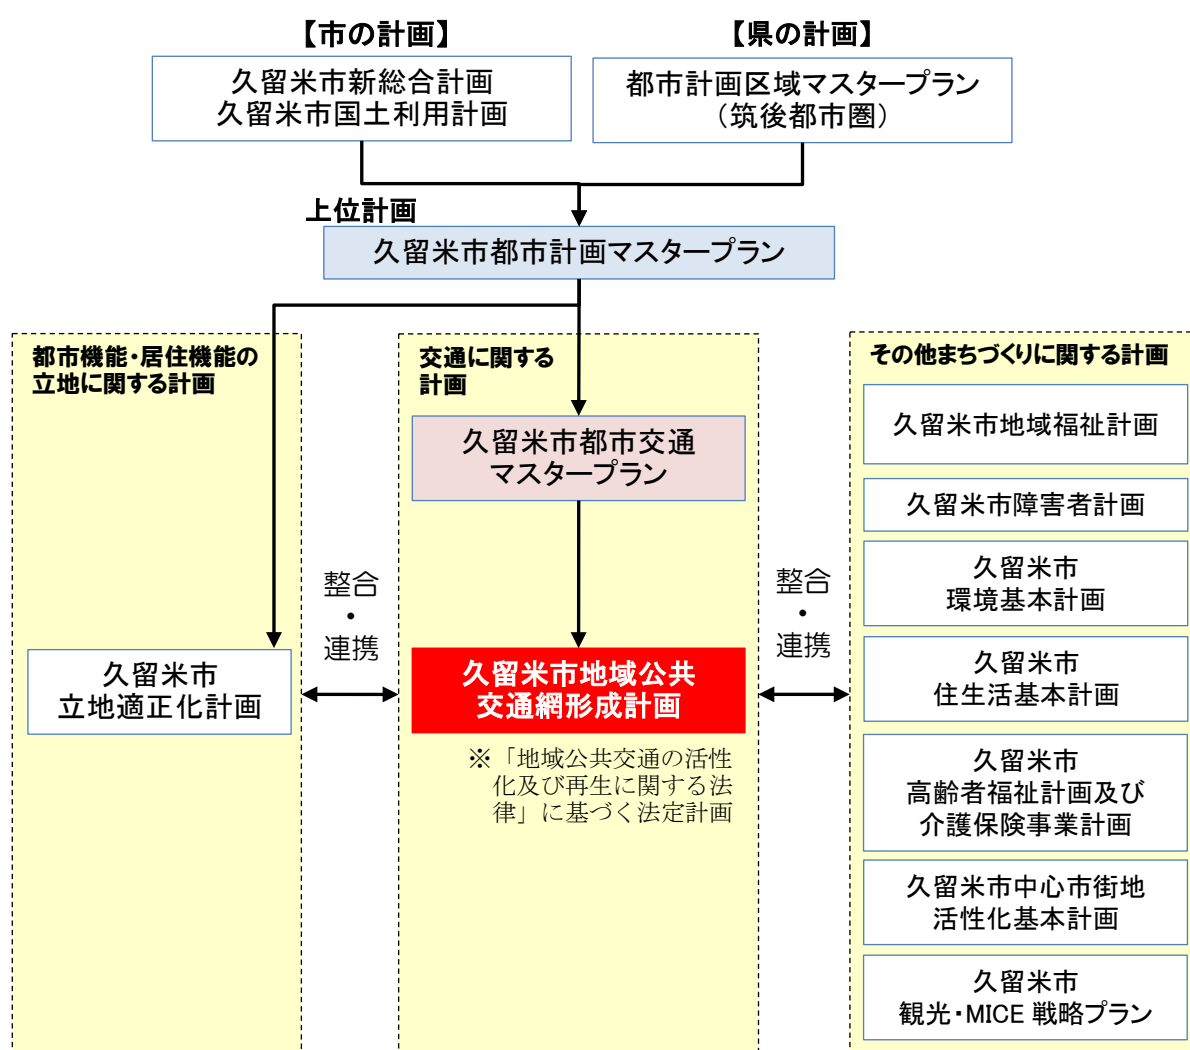 【市の計画】
久留米市新総合計画
久留米市国土利用計画
【県の計画】
都市計画区域マスタープラン
（筑後都市圏）
上位計画
久留米市都市計画マスタープラン
都市機能・居住機能の
立地に関する計画
久留米市
立地適正化計画
整合
・
連携
交通に関する
計画
久留米市都市交通
マスタープラン
久留米市地域公共
交通網形成計画
※「地域公共交通の活性
化及び再生に関する法
律」に基づく法定計画
整合
・
連携
その他まちづくりに関する計画
久留米市地域福祉計画
久留米市障害者計画
久留米市
環境基本計画
久留米市
住生活基本計画
久留米市
高齢者福祉計画及び
介護保険事業計画
久留米市中心市街地
活性化基本計画
久留米市
観光・MICE 戦略プラン